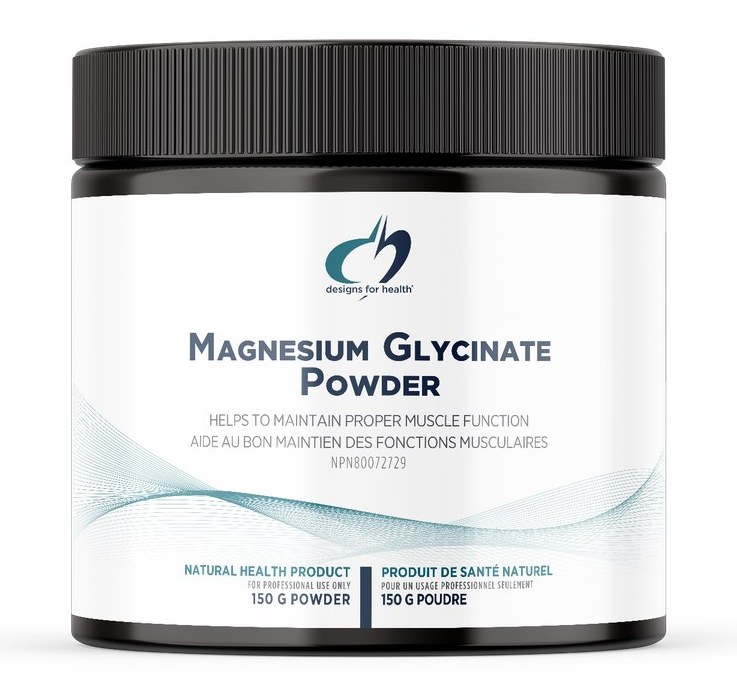 designs for health
MAGNESIUM GLYCINATE
POWDER
HELPS TO MAINTAIN PROPER MUSCLE FUNCTION
AIDE AU BON MAINTIEN DES FONCTIONS MUSCULAIRES
NPN80072729
NATURAL HEALTH PRODUCT
FOR PROFESSIONAL USE ONLY
150 G POWDER
PRODUIT DE SANTÉ NATUREL
POUR UN USAGE PROFESSIONNEL SEULEMENT
150 G POUDRE